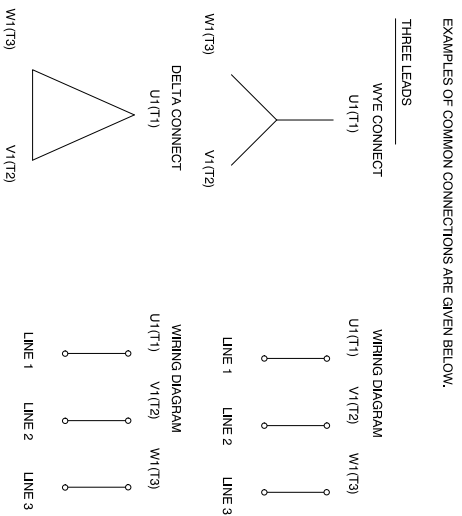 EXAMPLES OF COMMON CONNECTIONS ARE GIVEN BELOW.
THREE LEADS
WYE CONNECT
U1(T1)
W1(T3) V1(T2)
WIRING DIAGRAM
U1(T1) V1(T2) W1(T3)
LINE 1 LINE 2 LINE 3
DELTA CONNECT
U1(T1)
W1(T3) V1(T2)
WIRING DIAGRAM
U1(T1) V1(T2) W1(T3)
LINE 1 LINE 2 LINE 3